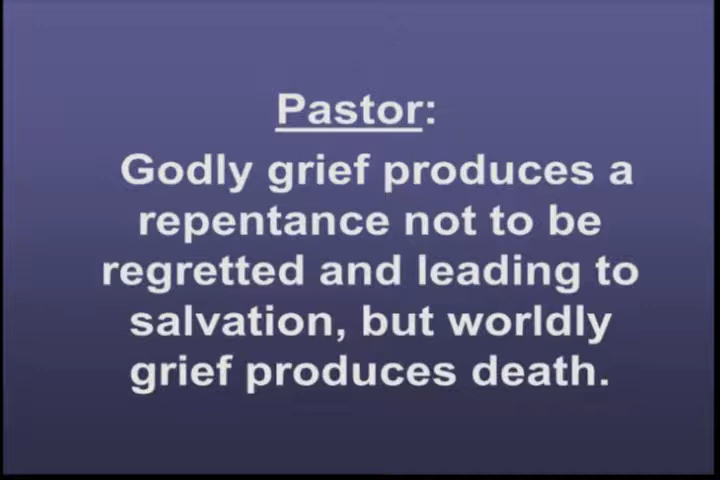 Pastor:
Godly grief produces a
repentance not to be
regretted and leading to
salvation, but worldly
grief produces death.